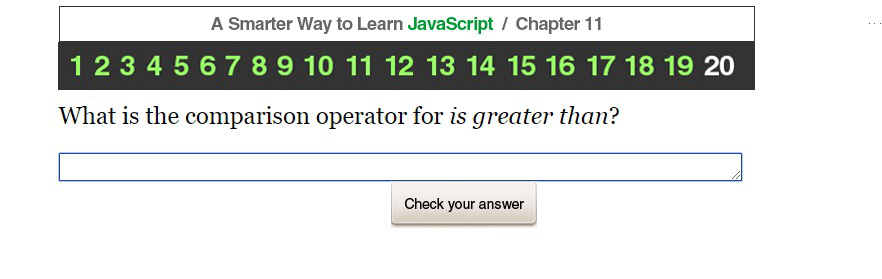 A Smarter Way to Learn JavaScript / Chapter 11
1 2 3 4 5 6 7 8 9 10 11 12 13 14 15 16 17 18 19 20
What is the comparison operator for is greater than?
Check your answer